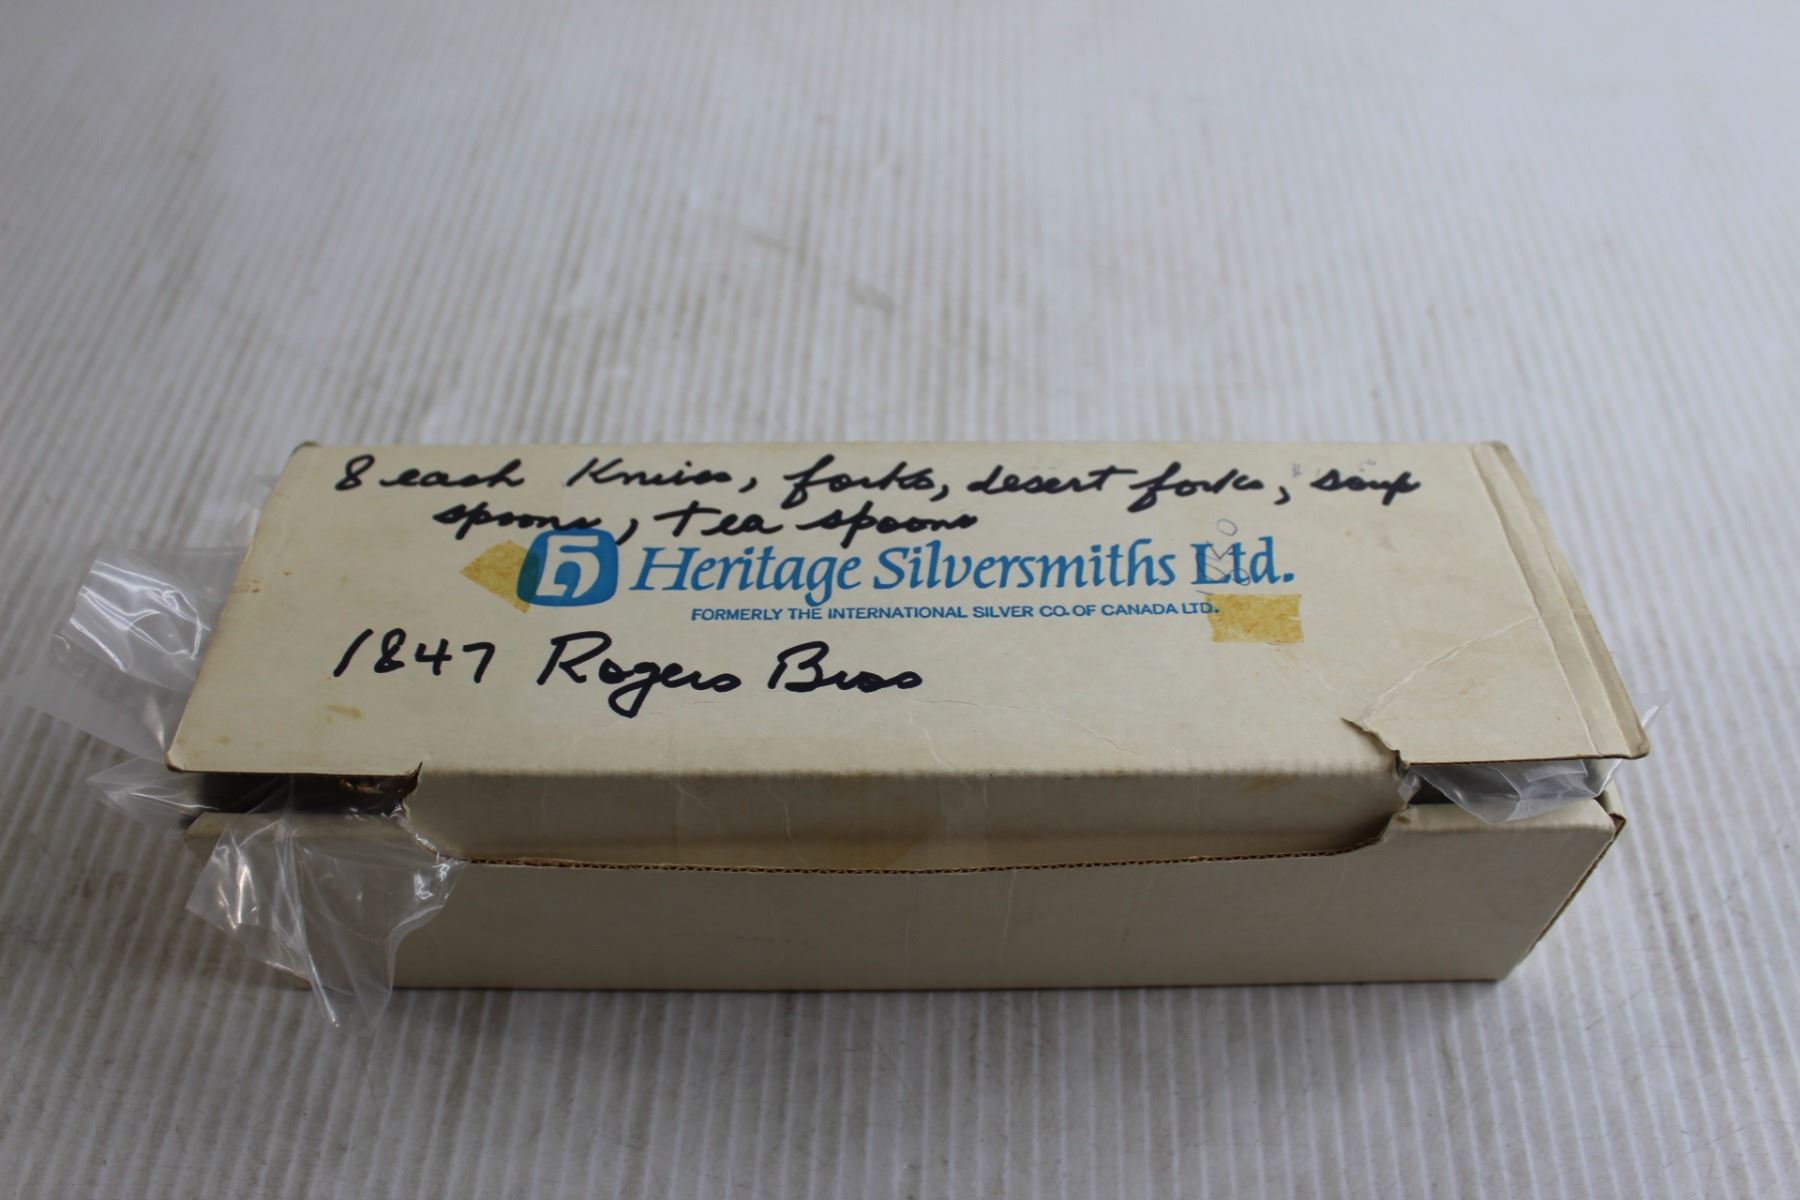 8 each Knives, forks, desert forks, "soup"
spoons, tea spoons
Heritage Silversmiths Ltd.
FORMERLY THE INTERNATIONAL SILVER CO. OF CANADA LTD.
1847 Rogers Bros